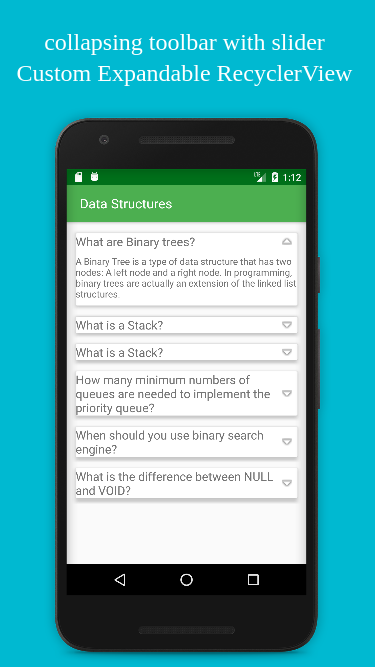 collapsing toolbar with slider
Custom Expandable RecyclerView
LTE 1:12
Data Structures
What are Binary trees?
A Binary Tree is a type of data structure that has two
nodes: A left node and a right node. In programming,
binary trees are actually an extension of the linked list
structures
What is a Stack?
What is a Stack?
How many minimum numbers of
queues are needed to implement the
priority queue?
When should you use binary search
engine?
What is the difference between NULL
and VOID?